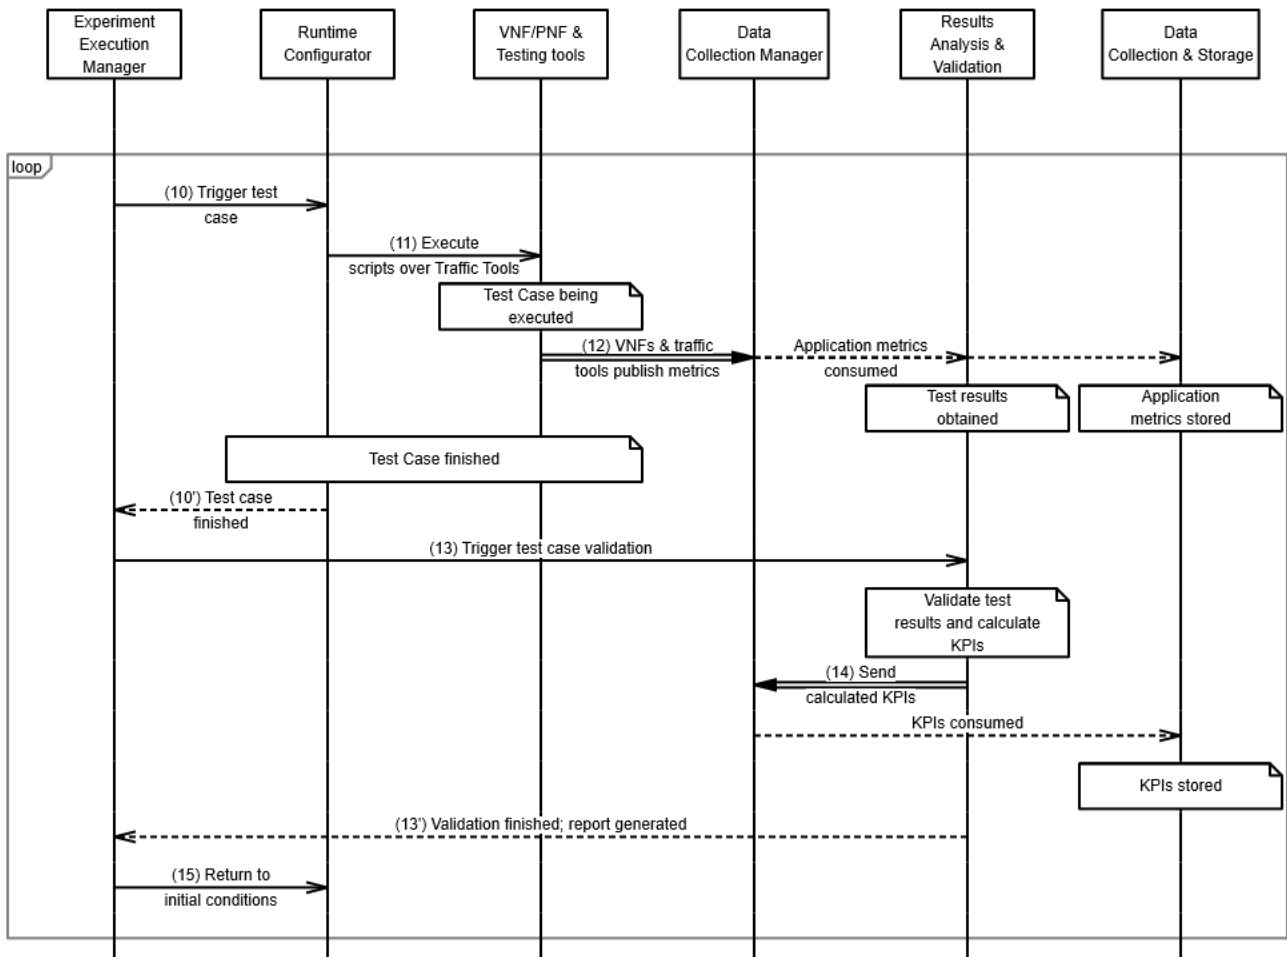 Experiment
Execution
Manager
Runtime
Configurator
VNF/PNF &
Testing tools
Data
Collection Manager
Results
Analysis &
Validation
Data
Collection & Storage
loop
(10) Trigger test
case
(11) Execute
scripts over Traffic Tools
Test Case being
executed
(12) VNFs & traffic
tools publish metrics
Application metrics
consumed
Test results
obtained
Application
metrics stored
Test Case finished
(10') Test case
finished
(13) Trigger test case validation
Validate test
results and calculate
KPIs
(14) Send
calculated KPIs
KPIs consumed
KPIs stored
(13') Validation finished; report generated
(15) Return to
initial conditions